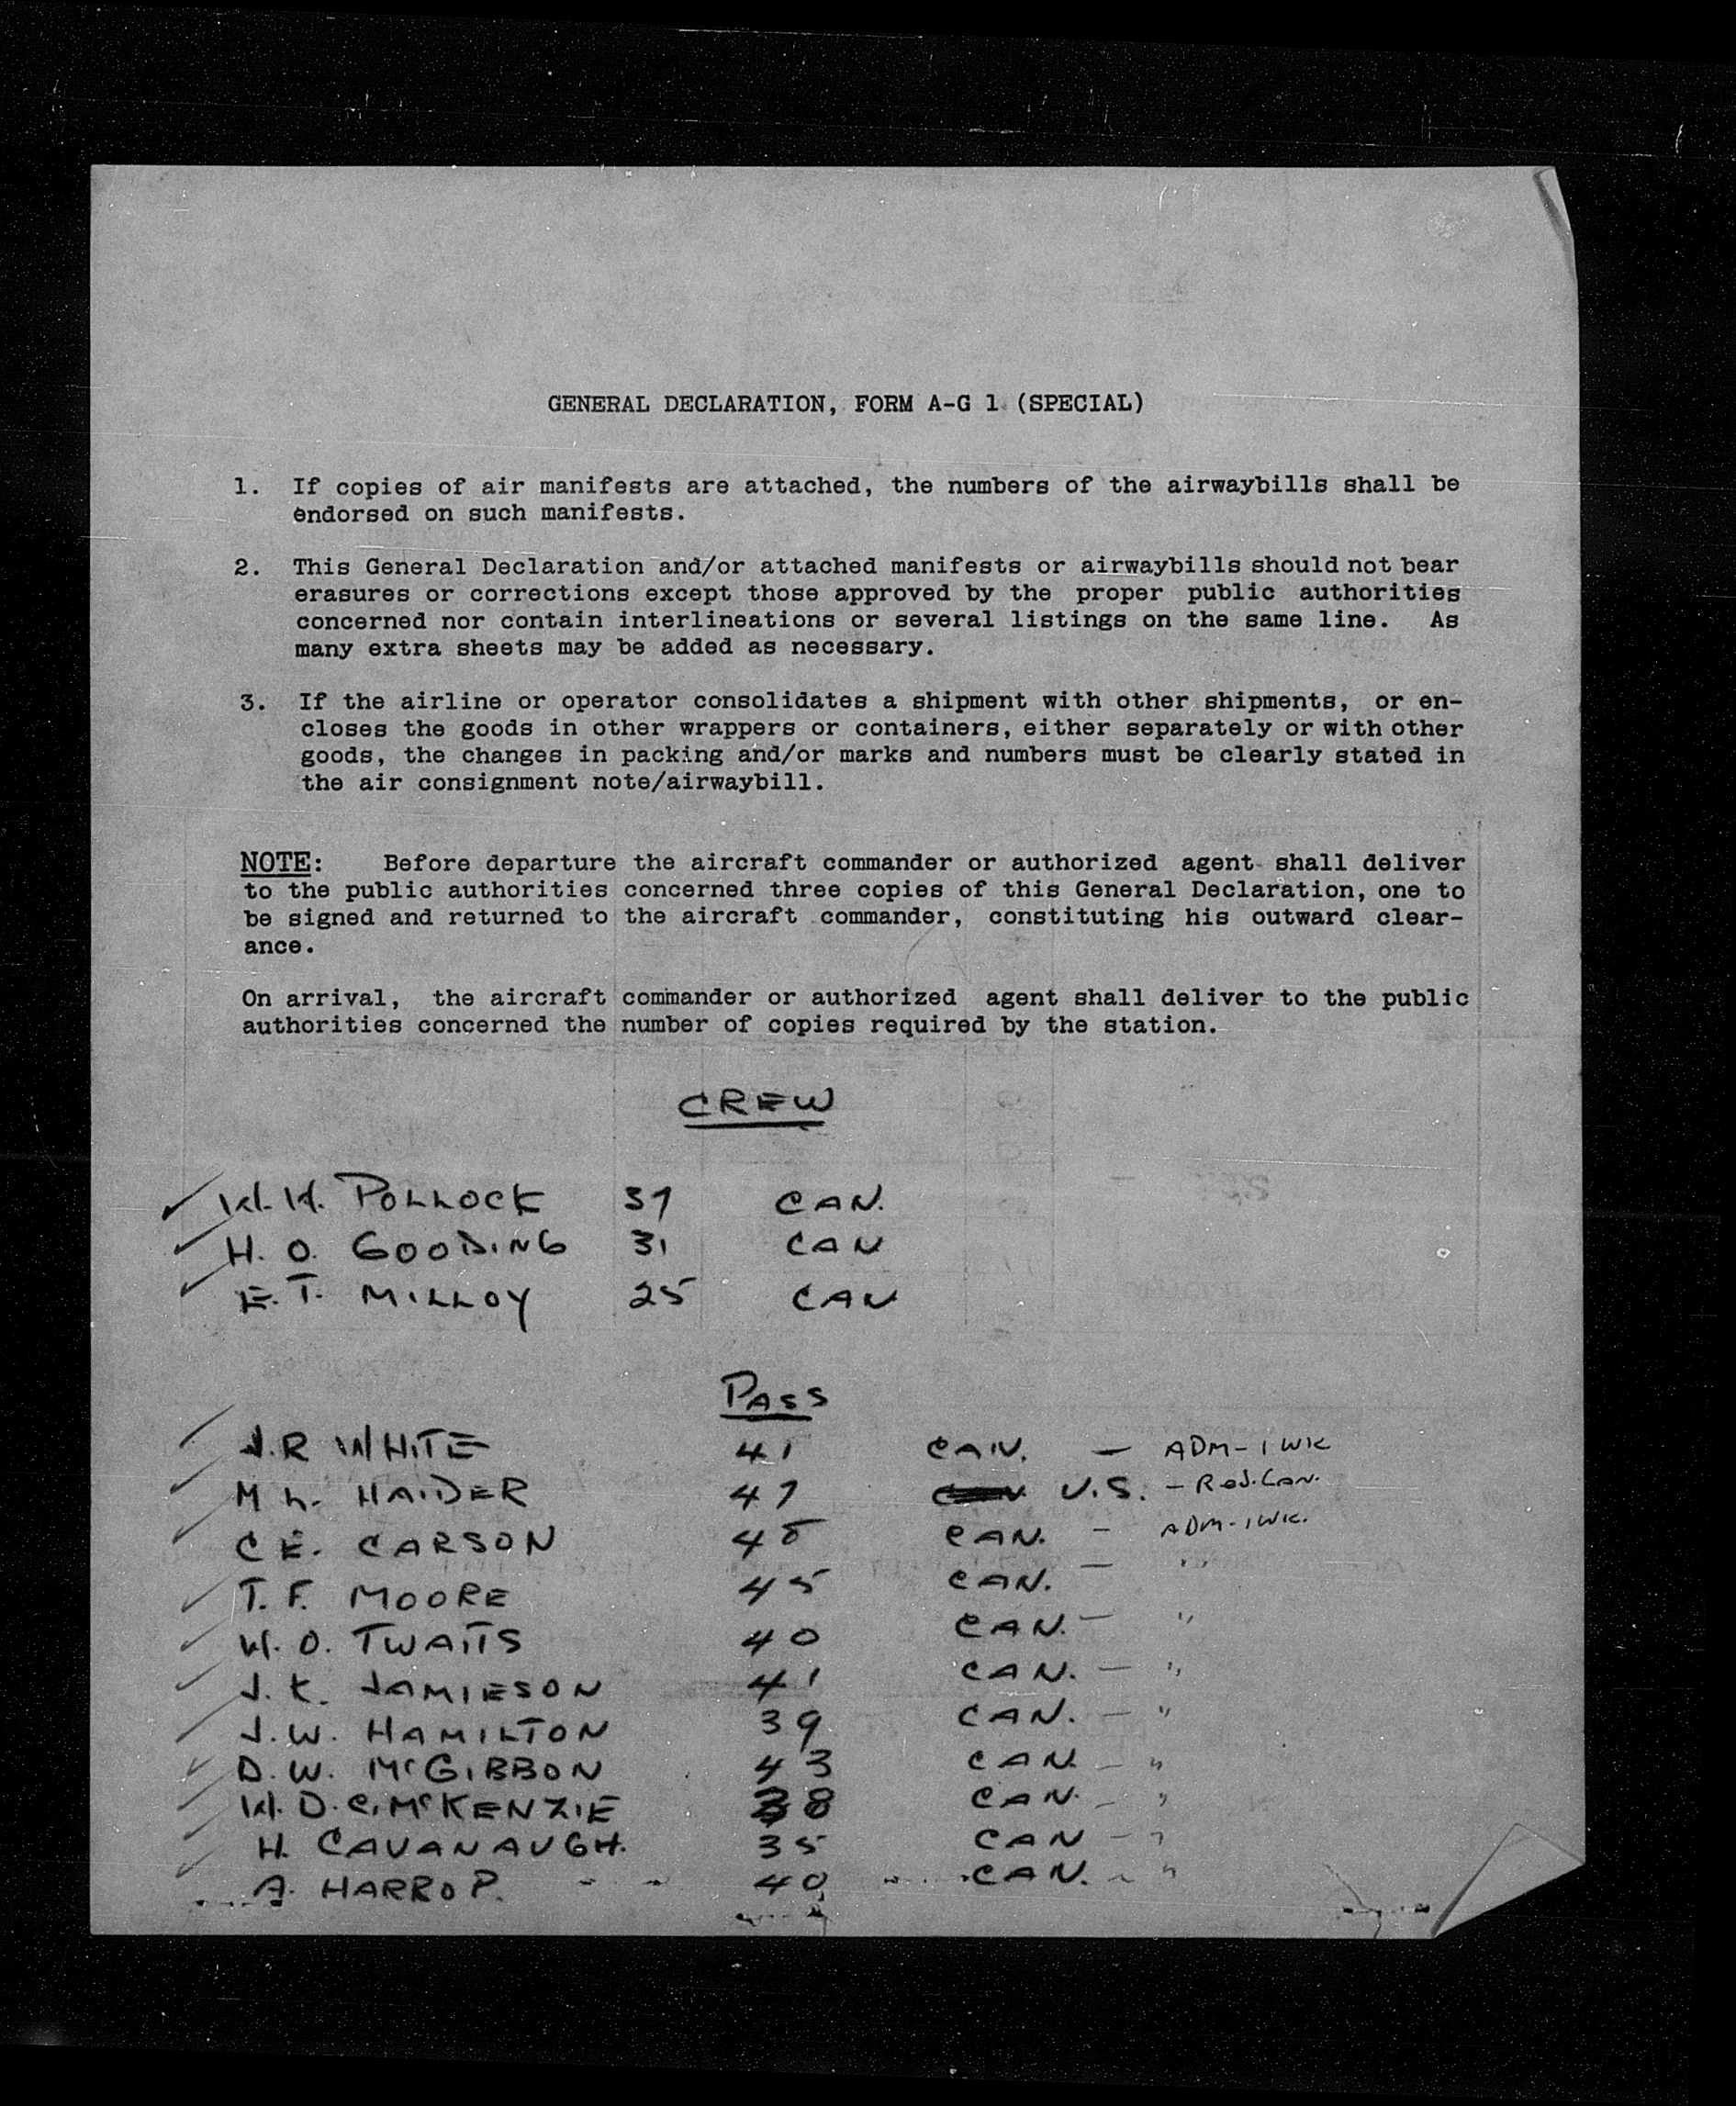 GENERAL DECLARATION, FORM A-G 1 (SPECIAL)
1. If copies of air manifests are attached, the numbers of the airwaybills shall be
endorsed on such manifests.
2. This General Declaration and/or attached manifests or airwaybills should not bear
erasures or corrections except those approved by the proper public authorities
concerned nor contain interlineations or several listings on the same line. As
many extra sheets may be added as necessary.
3. If the airline or operator consolidates a shipment with other shipments, or en-
closes the goods in other wrappers or containers, either separately or with other
goods, the changes in packing and/or marks and numbers must be clearly stated in
the air consignment note/airwaybill.
NOTE: Before departure the aircraft commander or authorized agent shall deliver
to the public authorities concerned three copies of this General Declaration, one to
be signed and returned to the aircraft commander, constituting his outward clear-
ance.
On arrival, the aircraft commander or authorized agent shall deliver to the public
authorities concerned the number of copies required by the station.
CREW
W.H. POLLOCK 37 CAN.
H. O. GOODING 31 CAN
E. T. MILLOY 25 CAN
PASS
J.R WHITE 41 CAN. — ADM-1WK
M L. HAIDER 47 U.S. - Res.Can.
C E. CARSON CAN. - ADM-1WK.
T. F. MOORE 45 CAN. — "
W. O. TWAITS 40 CAN. — "
J. K. JAMIESON 41 CAN. — "
J. W. HAMILTON 39 CAN. — "
D. W. McGIBBON 43 CAN. — "
W. D. C. McKENZIE 38 CAN. — "
H. CAVANAUGH. 35 CAN — "
A. HARROP. 40 CAN. — "